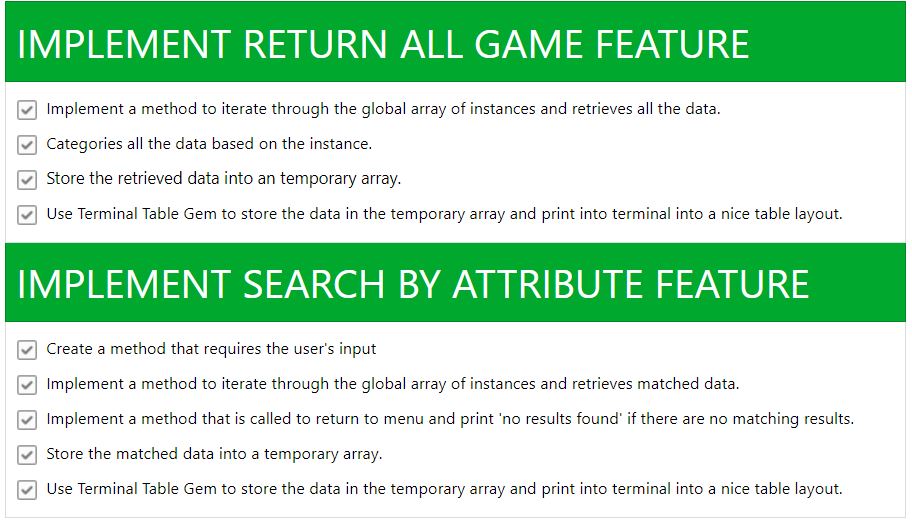 IMPLEMENT RETURN ALL GAME FEATURE
Implement a method to iterate through the global array of instances and retrieves all the data.
Categories all the data based on the instance.
Store the retrieved data into an temporary array.
Use Terminal Table Gem to store the data in the temporary array and print into terminal into a nice table layout.
IMPLEMENT SEARCH BY ATTRIBUTE FEATURE
Create a method that requires the user's input
Implement a method to iterate through the global array of instances and retrieves matched data.
Implement a method that is called to return to menu and print 'no results found' if there are no matching results.
Store the matched data into a temporary array.
Use Terminal Table Gem to store the data in the temporary array and print into terminal into a nice table layout.